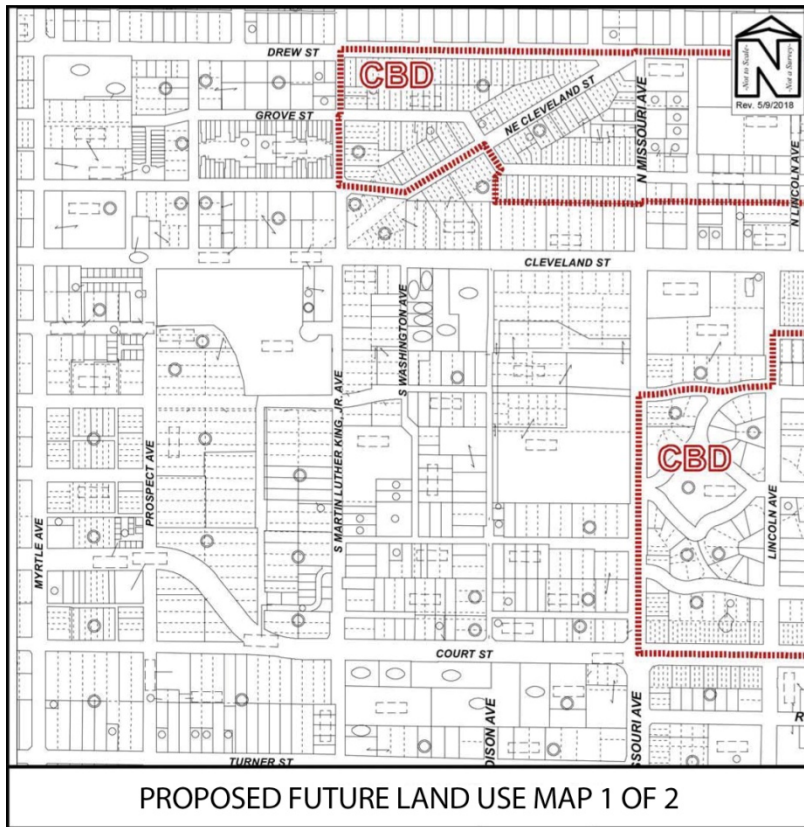 DREW ST
CBD
-Not to Scale-
N
-Not a Survey-
Rev. 5/9/2018
GROVE ST
NE CLEVELAND ST
N MISSOURI AVE
N LINCOLN AVE
CLEVELAND ST
S WASHINGTON AVE
S MARTIN LUTHER KING, JR. AVE
PROSPECT AVE
MYRTLE AVE
CBD
LINCOLN AVE
COURT ST
DISON AVE
SSOURI AVE
R
TURNER ST
PROPOSED FUTURE LAND USE MAP 1 OF 2